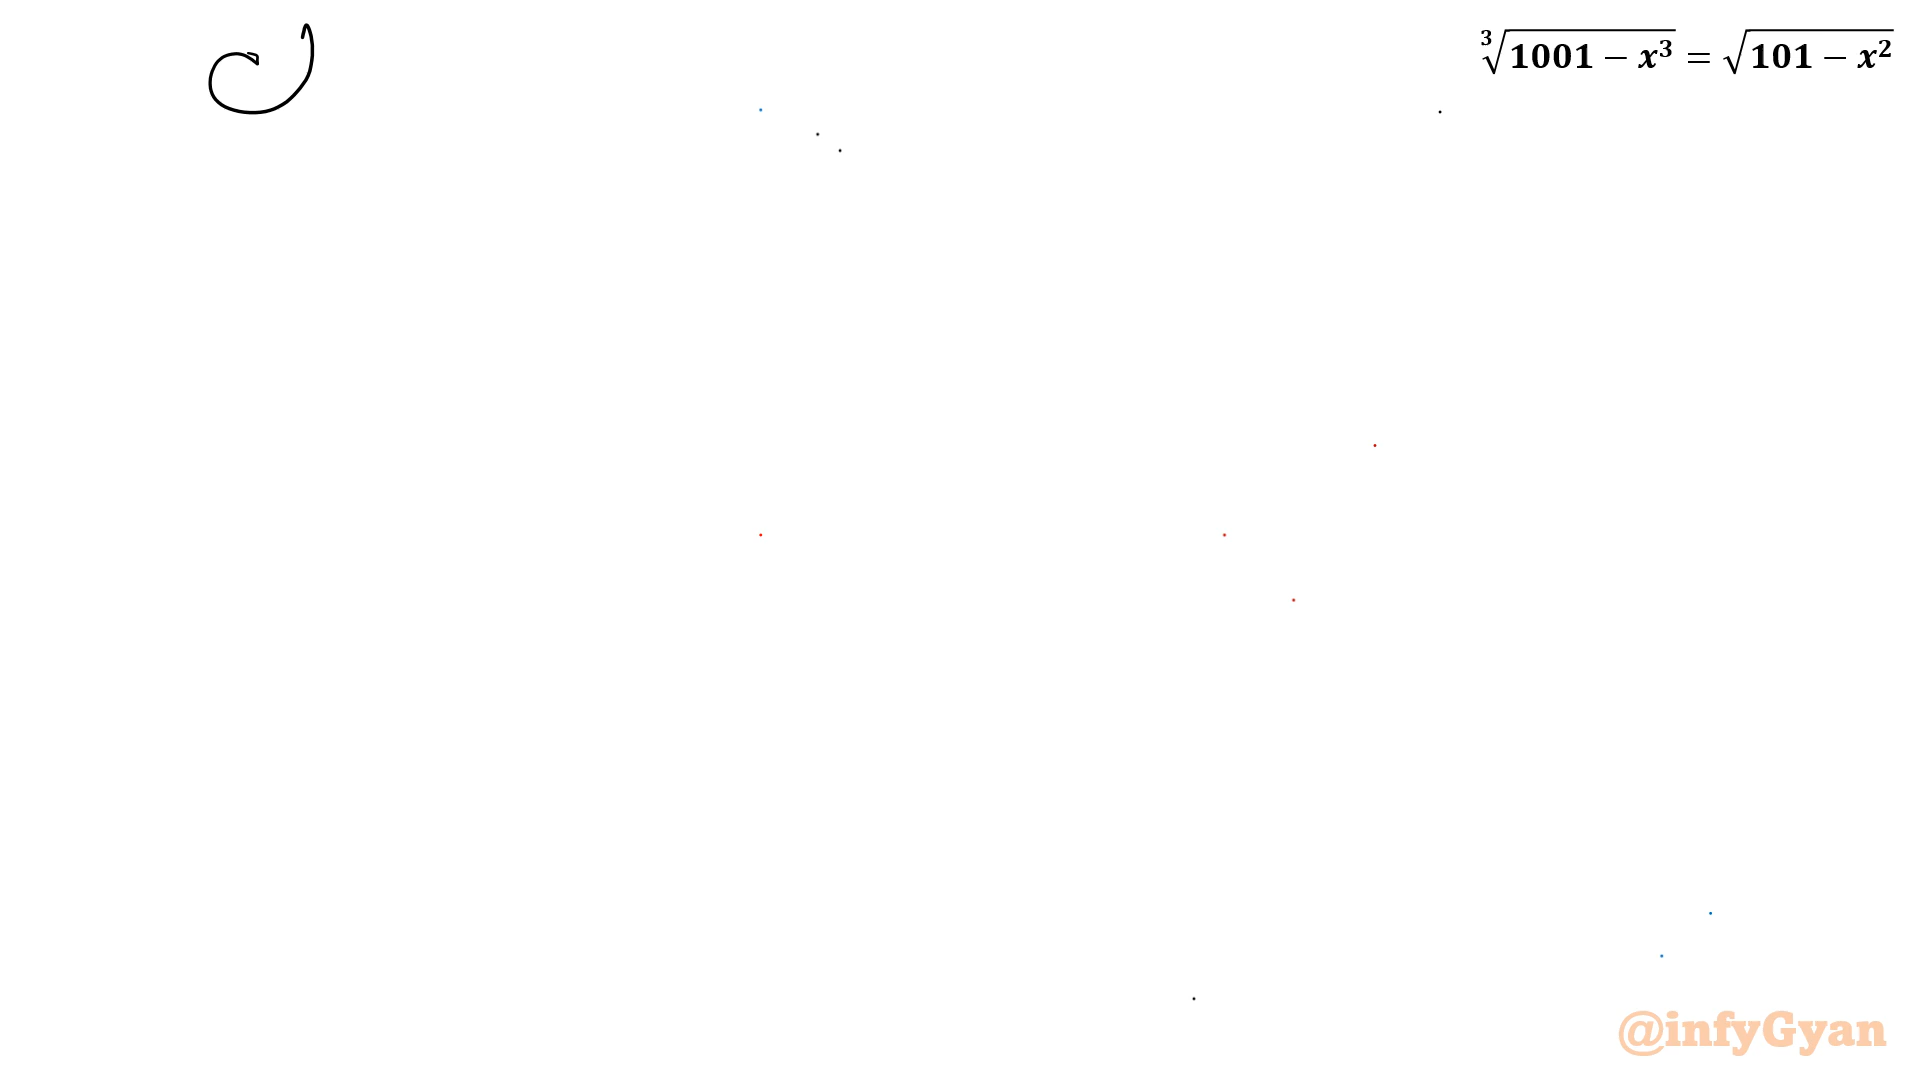 ∛(1001 − x³) = √(101 − x²)
@infyGyan